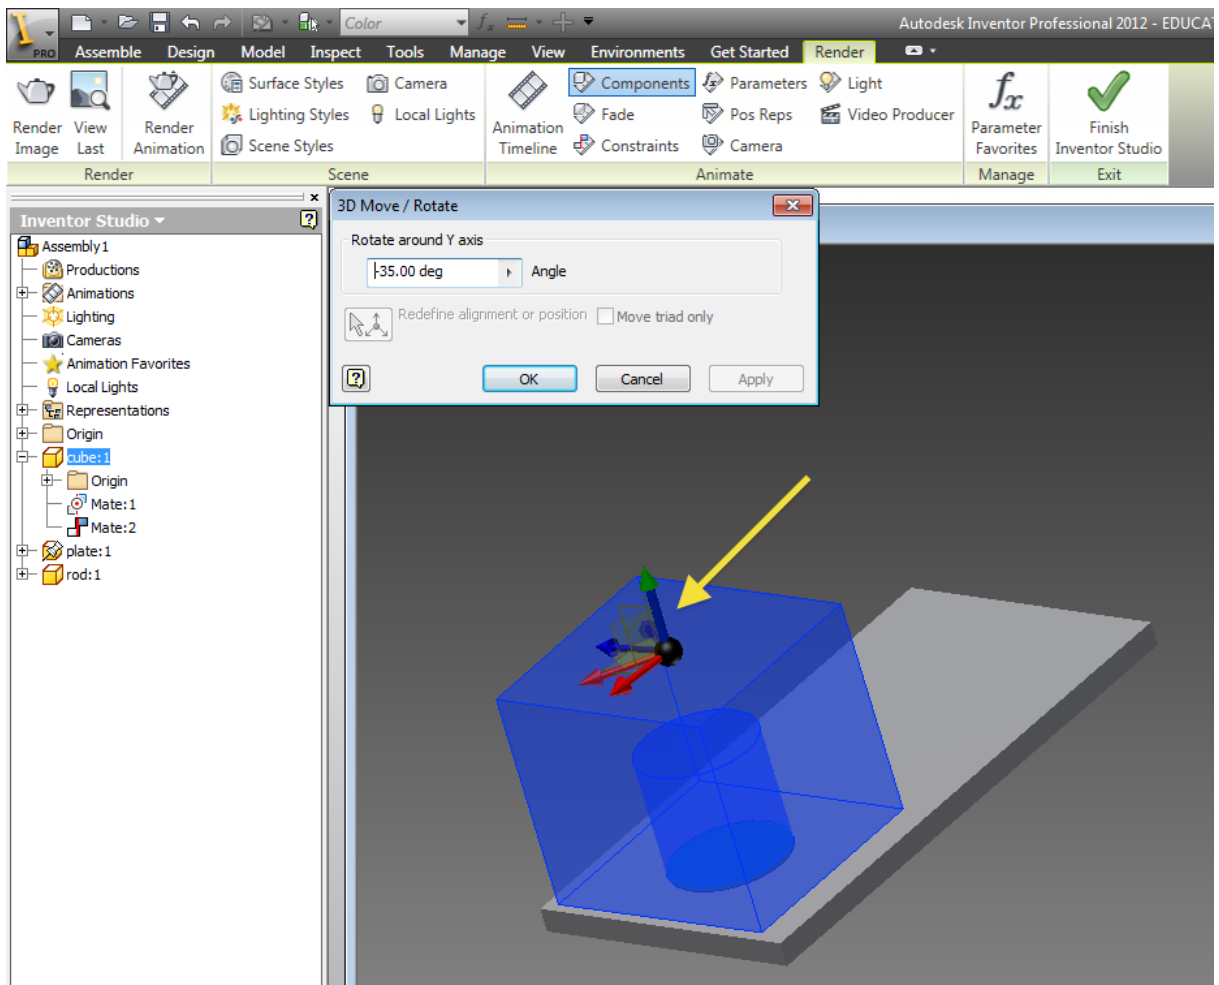 Color
Autodesk Inventor Professional 2012 - EDUCAT
PRO Assemble Design Model Inspect Tools Manage View Environments Get Started Render
Surface Styles Camera Components Parameters Light
Lighting Styles Local Lights Fade Pos Reps Video Producer
Scene Styles Constraints Camera
Render Image
View Last
Render Animation
Animation Timeline
Parameter Favorites
Finish Inventor Studio
Render Scene Animate Manage Exit
Inventor Studio
Assembly1
Productions
Animations
Lighting
Cameras
Animation Favorites
Local Lights
Representations
Origin
cube:1
Origin
Mate:1
Mate:2
plate:1
rod:1
3D Move / Rotate
Rotate around Y axis
-35.00 deg Angle
Redefine alignment or position Move triad only
OK Cancel Apply